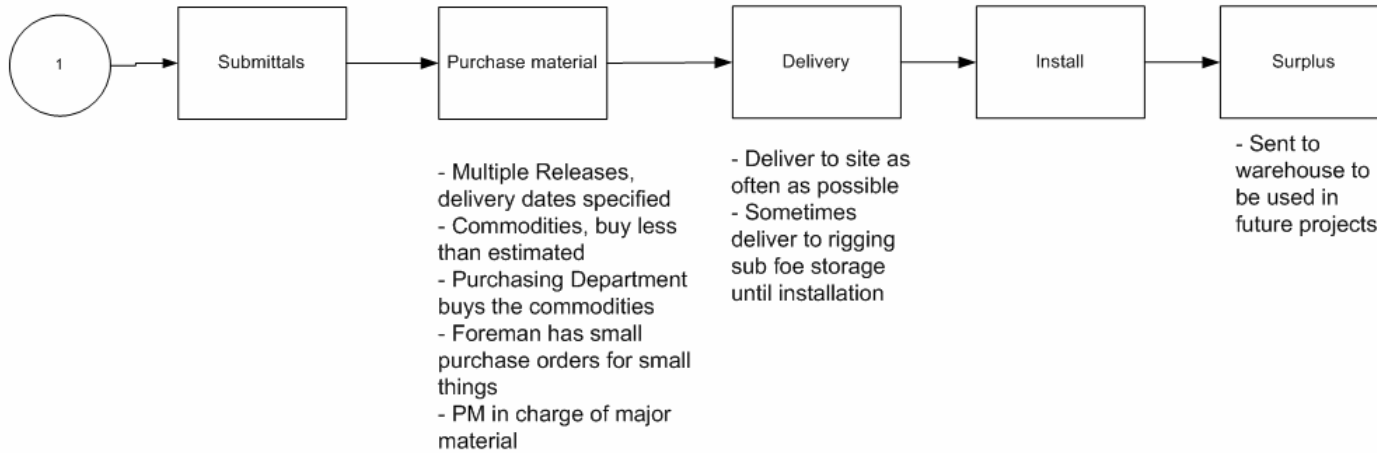 1
Submittals
Purchase material
Delivery
Install
Surplus
- Multiple Releases,
delivery dates specified
- Commodities, buy less
than estimated
- Purchasing Department
buys the commodities
- Foreman has small
purchase orders for small
things
- PM in charge of major
material
- Deliver to site as
often as possible
- Sometimes
deliver to rigging
sub foe storage
until installation
- Sent to
warehouse to
be used in
future projects